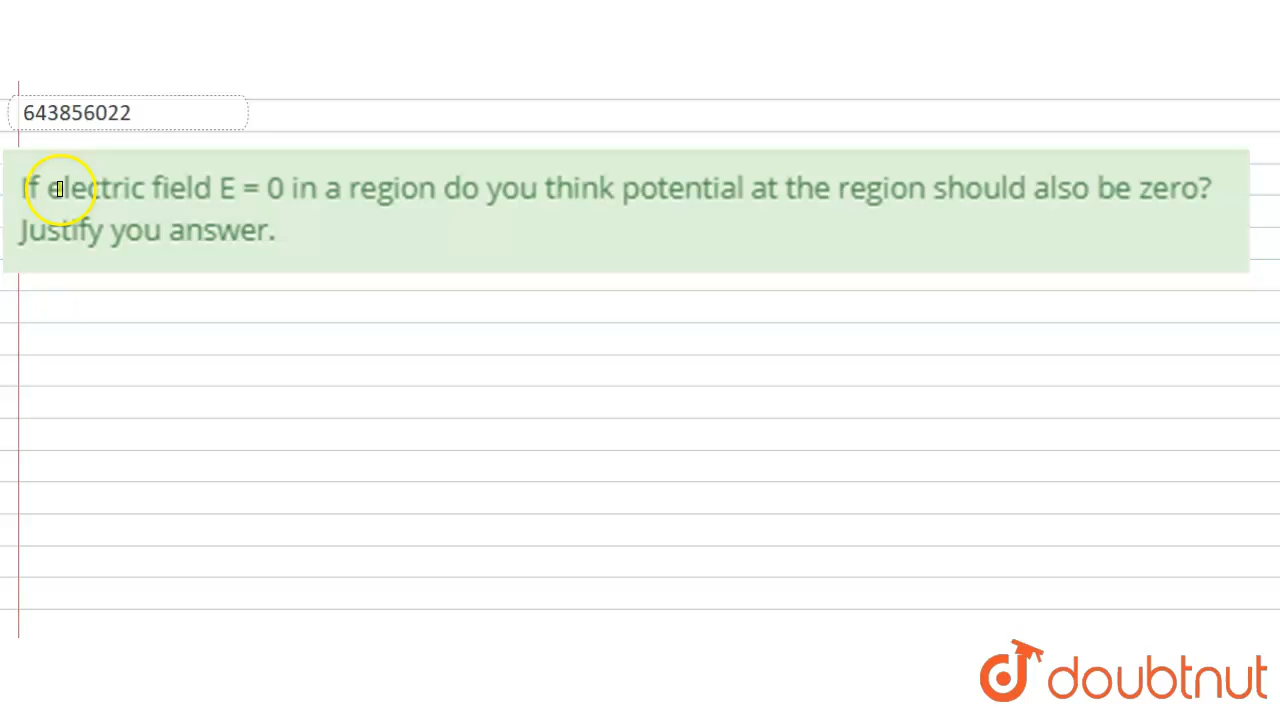 643856022
If electric field E = 0 in a region do you think potential at the region should also be zero?
Justify you answer.
doubtnut